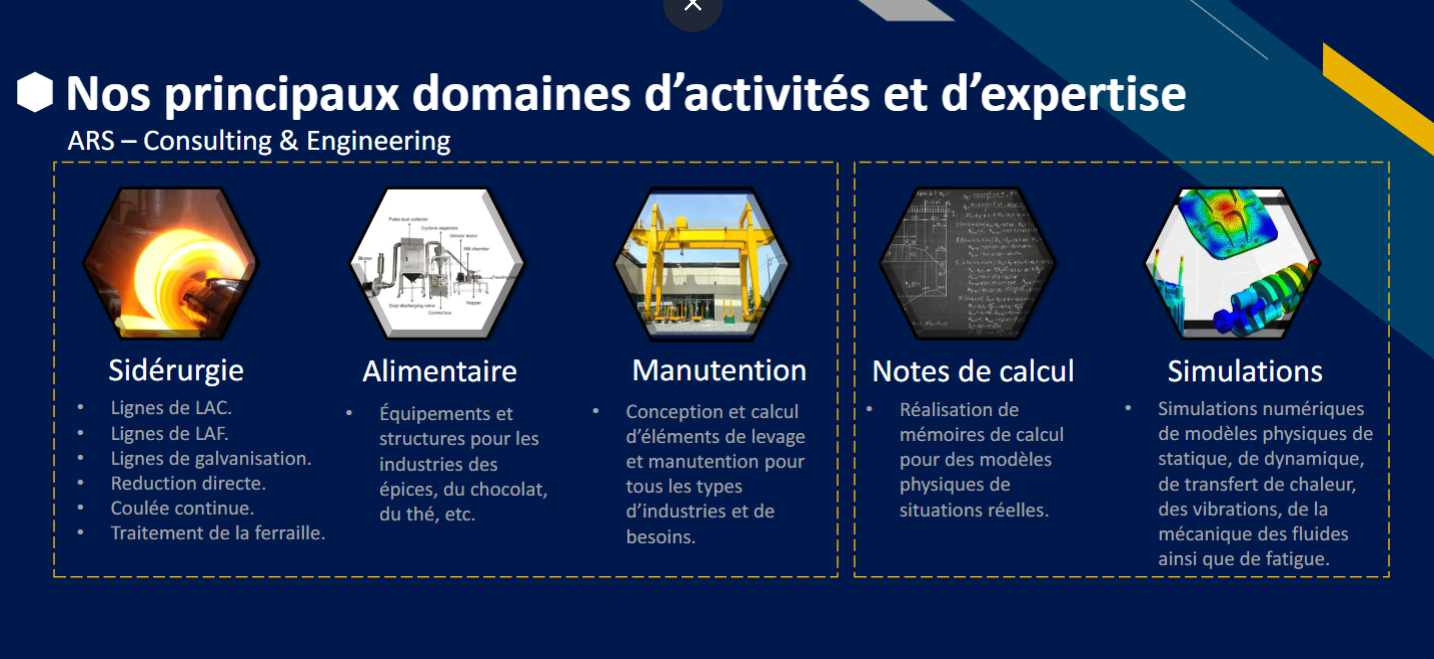 Nos principaux domaines d’activités et d’expertise
ARS – Consulting & Engineering
Pulse dust collector
Cyclone separator
Mill chamber
Blower
Hopper
Dust discharging valve
Control box
Sidérurgie
• Lignes de LAC.
• Lignes de LAF.
• Lignes de galvanisation.
• Reduction directe.
• Coulée continue.
• Traitement de la ferraille.
Alimentaire
• Équipements et
structures pour les
industries des
épices, du chocolat,
du thé, etc.
Manutention
• Conception et calcul
d’éléments de levage
et manutention pour
tous les types
d’industries et de
besoins.
Notes de calcul
• Réalisation de
mémoires de calcul
pour des modèles
physiques de
situations réelles.
Simulations
• Simulations numériques
de modèles physiques de
statique, de dynamique,
de transfert de chaleur,
des vibrations, de la
mécanique des fluides
ainsi que de fatigue.